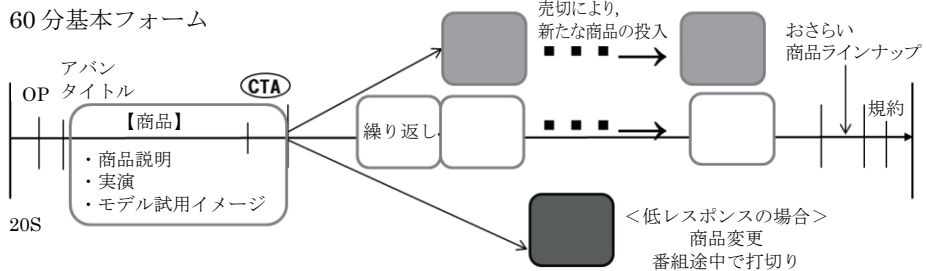 60 分基本フォーム
売切により，
新たな商品の投入
おさらい
商品ラインナップ
アバン
OP タイトル
CTA
【商品】
・商品説明
・実演
・モデル試用イメージ
繰り返し
規約
20S
＜低レスポンスの場合＞
商品変更
番組途中で打切り